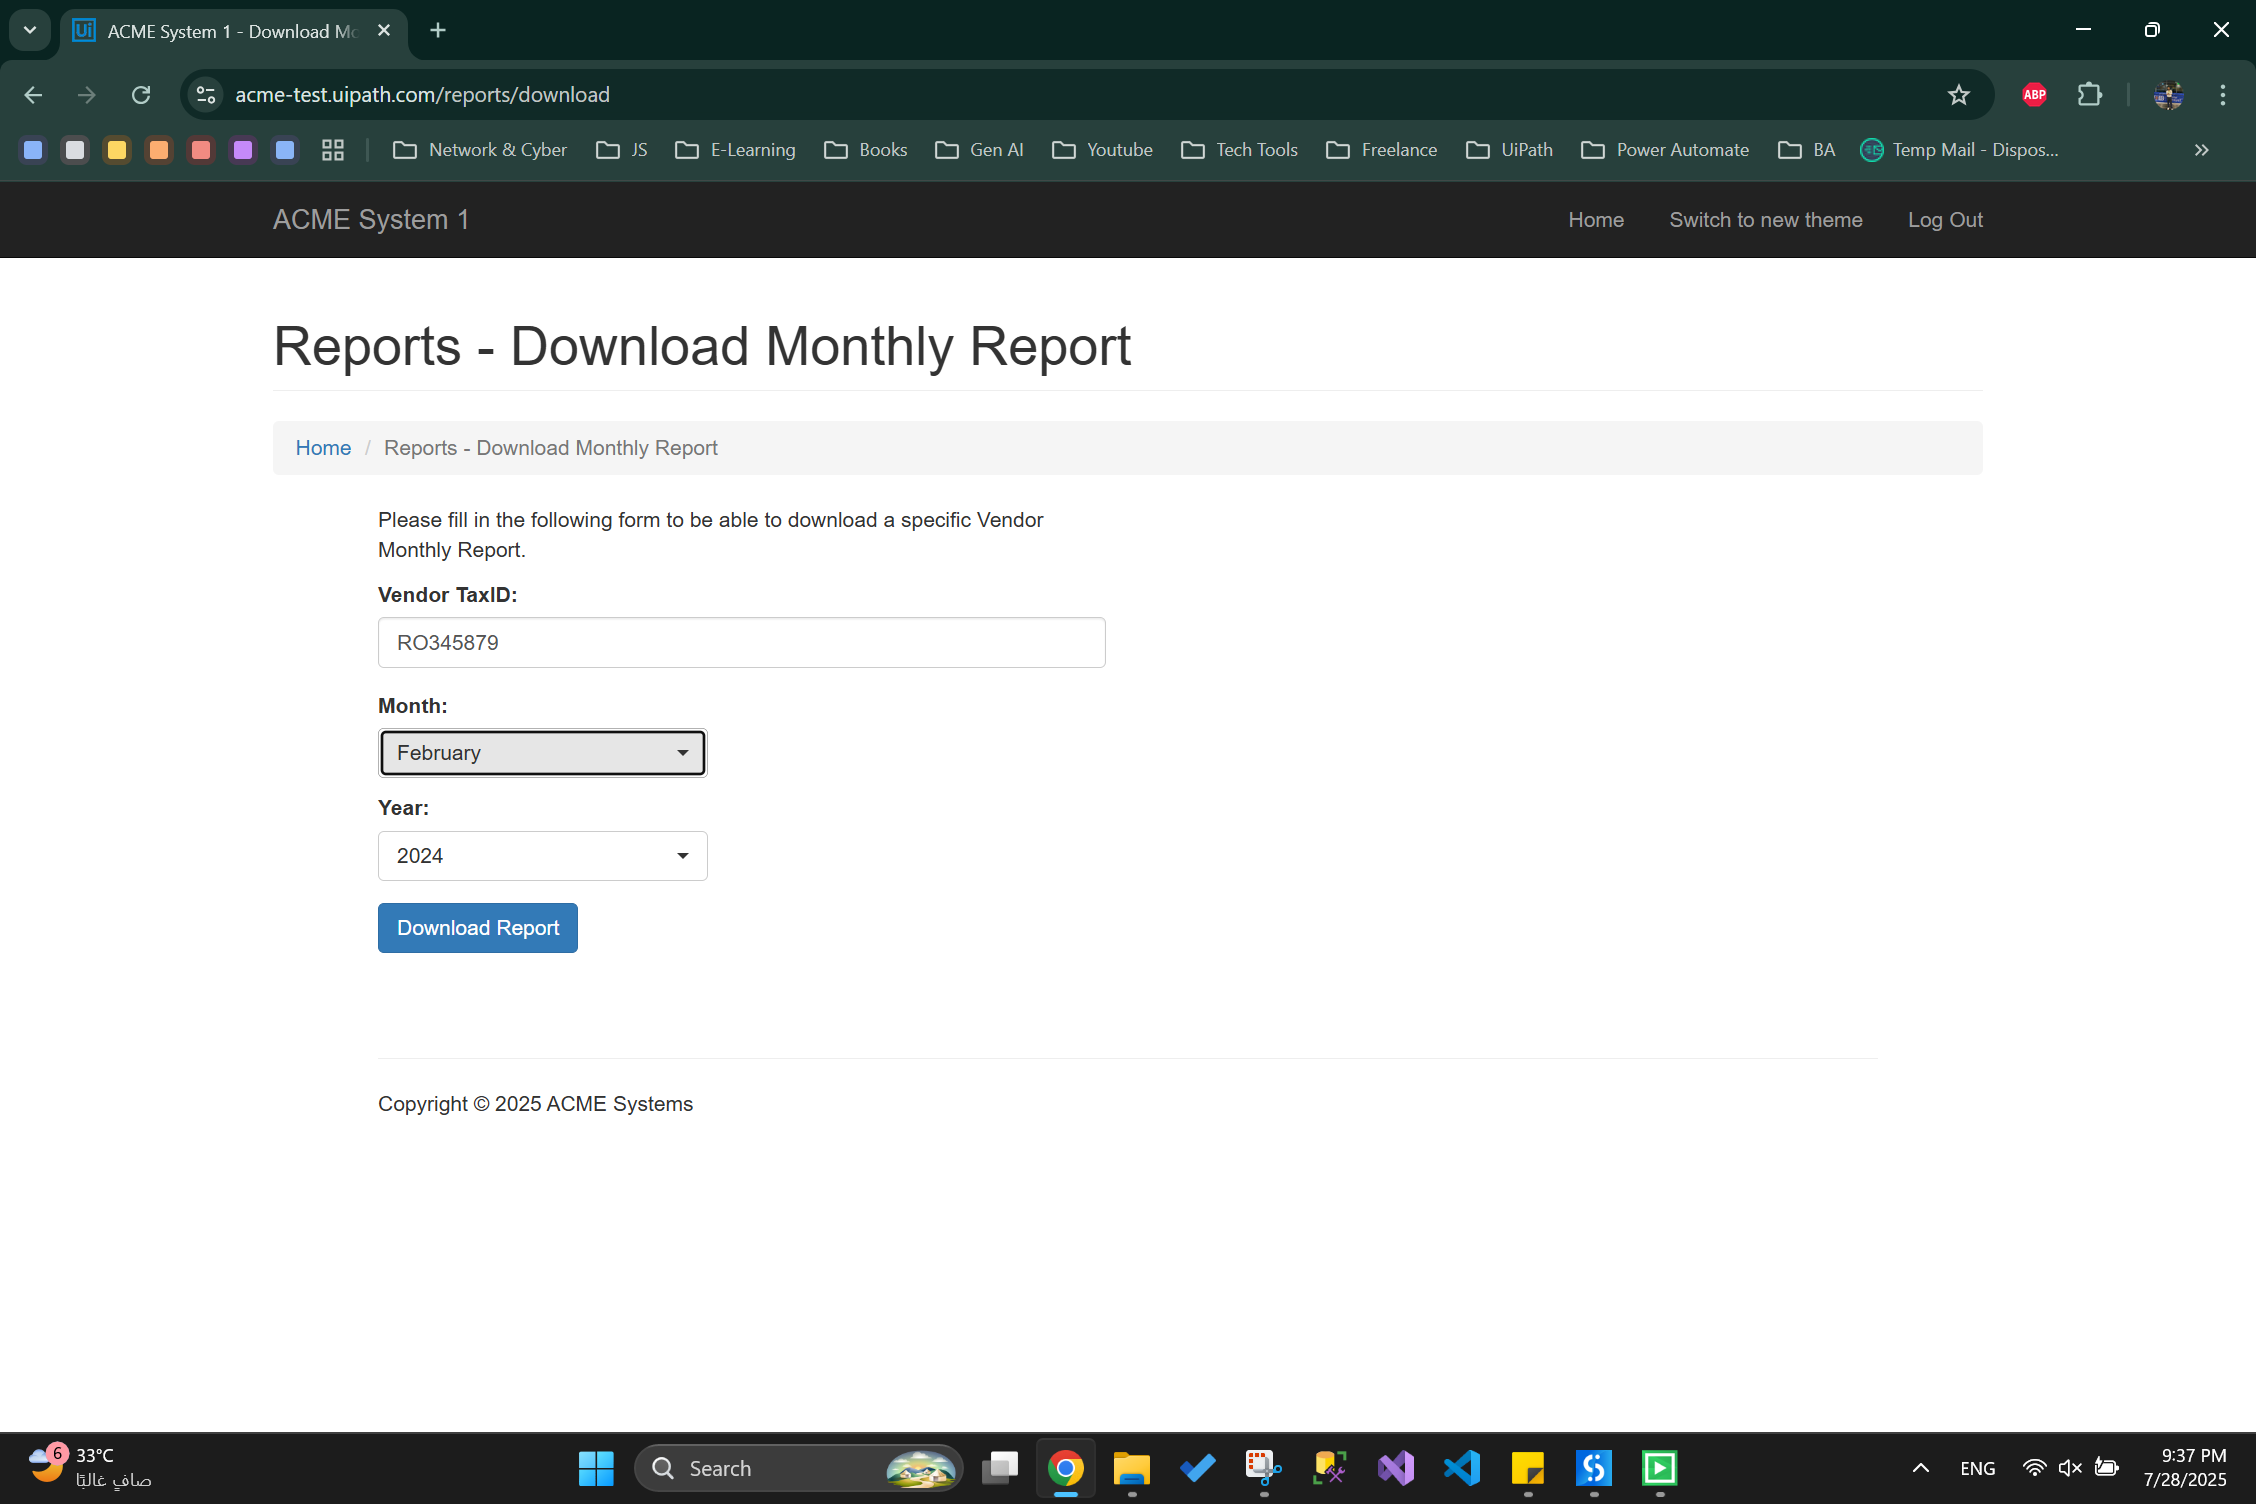 ACME System 1 - Download Mo
acme-test.uipath.com/reports/download
ABP
Network & Cyber
JS
E-Learning
Books
Gen AI
Youtube
Tech Tools
Freelance
UiPath
Power Automate
BA
Temp Mail - Dispos...
ACME System 1
Home
Switch to new theme
Log Out
Reports - Download Monthly Report
Home / Reports - Download Monthly Report
Please fill in the following form to be able to download a specific Vendor
Monthly Report.
Vendor TaxID:
RO345879
Month:
February
Year:
2024
Download Report
Copyright © 2025 ACME Systems
6
33°C
صافٍ غالبًا
Search
ENG
9:37 PM
7/28/2025